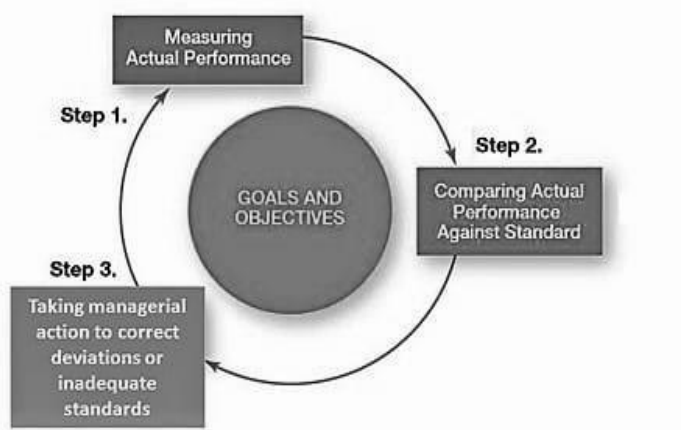 Measuring
Actual Performance
Step 1.
Step 2.
Comparing Actual
Performance
Against Standard
GOALS AND
OBJECTIVES
Step 3.
Taking managerial
action to correct
deviations or
inadequate
standards